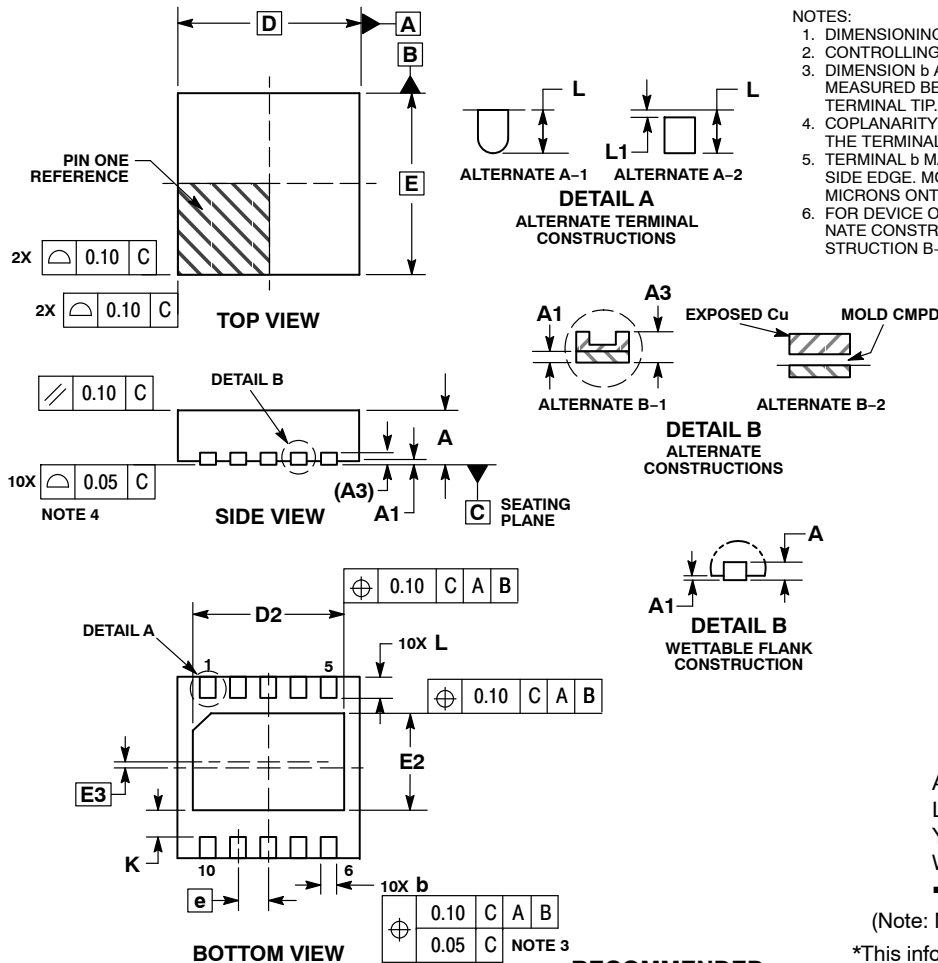 D
A
B
PIN ONE
REFERENCE
E
2X ⌓ 0.10 C
2X ⌓ 0.10 C
TOP VIEW
L
L
L1
ALTERNATE A−1
ALTERNATE A−2
DETAIL A
ALTERNATE TERMINAL
CONSTRUCTIONS
NOTES:
1. DIMENSIONING
2. CONTROLLING
3. DIMENSION b A
MEASURED BE
TERMINAL TIP.
4. COPLANARITY
THE TERMINAL
5. TERMINAL b MA
SIDE EDGE. MO
MICRONS ONT
6. FOR DEVICE O
NATE CONSTR
STRUCTION B−
A1
A3
EXPOSED Cu
MOLD CMPD
ALTERNATE B−1
ALTERNATE B−2
DETAIL B
ALTERNATE
CONSTRUCTIONS
// 0.10 C
DETAIL B
A
10X ⌓ 0.05 C
NOTE 4
(A3)
A1
SIDE VIEW
C SEATING
PLANE
A
A1
DETAIL B
WETTABLE FLANK
CONSTRUCTION
⌖ 0.10 C A B
D2
DETAIL A
10X L
1
5
⌖ 0.10 C A B
E2
E3
K
10
6
e
10X b
⌖ 0.10 C A B
0.05 C NOTE 3
BOTTOM VIEW
A
L
Y
W
(Note:
*This info